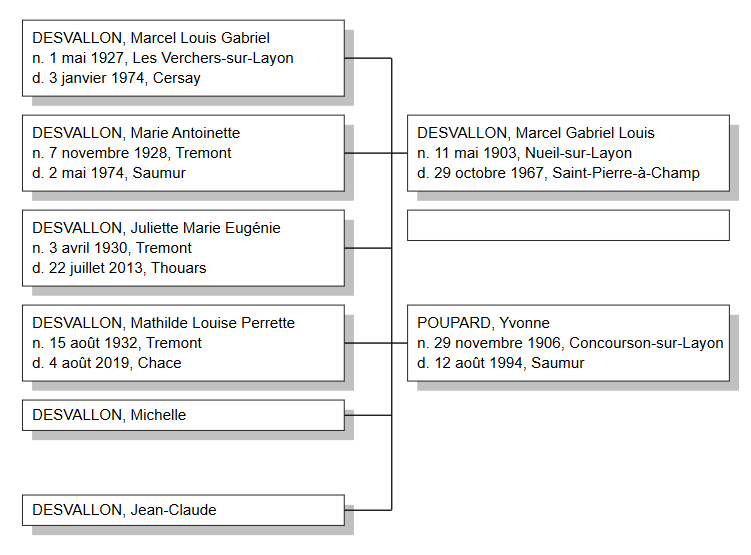 DESVALLON, Marcel Louis Gabriel
n. 1 mai 1927, Les Verchers-sur-Layon
d. 3 janvier 1974, Cersay
DESVALLON, Marie Antoinette
n. 7 novembre 1928, Tremont
d. 2 mai 1974, Saumur
DESVALLON, Juliette Marie Eugénie
n. 3 avril 1930, Tremont
d. 22 juillet 2013, Thouars
DESVALLON, Mathilde Louise Perrette
n. 15 août 1932, Tremont
d. 4 août 2019, Chace
DESVALLON, Michelle
DESVALLON, Jean-Claude
DESVALLON, Marcel Gabriel Louis
n. 11 mai 1903, Nueil-sur-Layon
d. 29 octobre 1967, Saint-Pierre-à-Champ
POUPARD, Yvonne
n. 29 novembre 1906, Concourson-sur-Layon
d. 12 août 1994, Saumur